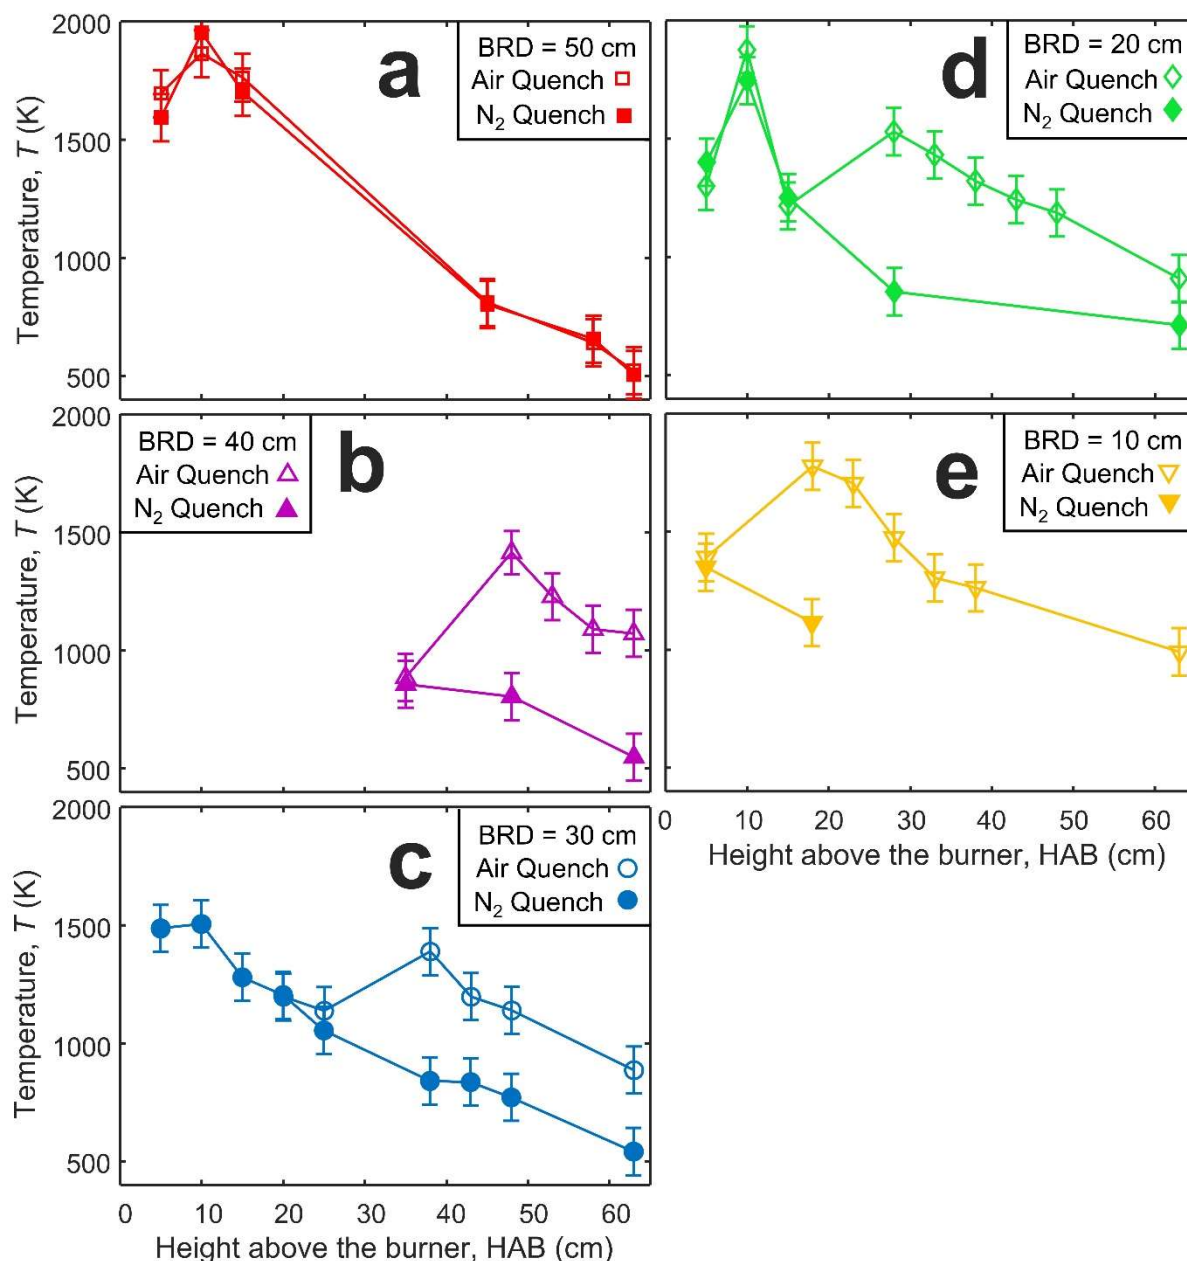 2000
1500
1000
500
Temperature, T (K)
a
BRD = 50 cm
Air Quench
N₂ Quench
d
BRD = 20 cm
Air Quench
N₂ Quench
2000
1500
1000
500
Temperature, T (K)
BRD = 40 cm
Air Quench
N₂ Quench
b
e
BRD = 10 cm
Air Quench
N₂ Quench
0 10 20 30 40 50 60
Height above the burner, HAB (cm)
2000
1500
1000
500
Temperature, T (K)
c
BRD = 30 cm
Air Quench
N₂ Quench
0 10 20 30 40 50 60
Height above the burner, HAB (cm)